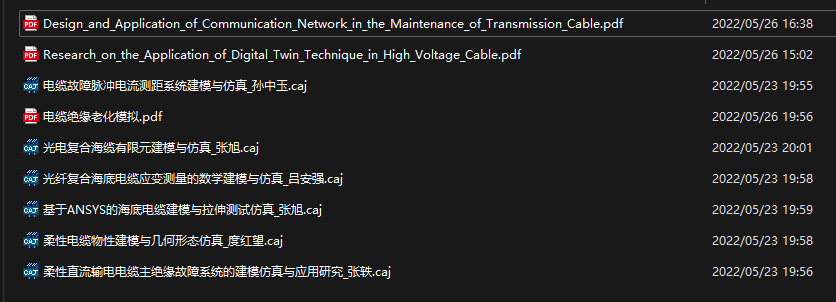 Design_and_Application_of_Communication_Network_in_the_Maintenance_of_Transmission_Cable.pdf 2022/05/26 16:38
Research_on_the_Application_of_Digital_Twin_Technique_in_High_Voltage_Cable.pdf 2022/05/26 15:02
电缆故障脉冲电流测距系统建模与仿真_孙中玉.caj 2022/05/23 19:55
电缆绝缘老化模拟.pdf 2022/05/26 19:56
光电复合海缆有限元建模与仿真_张旭.caj 2022/05/23 20:01
光纤复合海底电缆应变测量的数学建模与仿真_吕安强.caj 2022/05/23 19:58
基于ANSYS的海底电缆建模与拉伸测试仿真_张旭.caj 2022/05/23 19:59
柔性电缆物性建模与几何形态仿真_度红望.caj 2022/05/23 19:58
柔性直流输电电缆主绝缘故障系统的建模仿真与应用研究_张轶.caj 2022/05/23 19:56